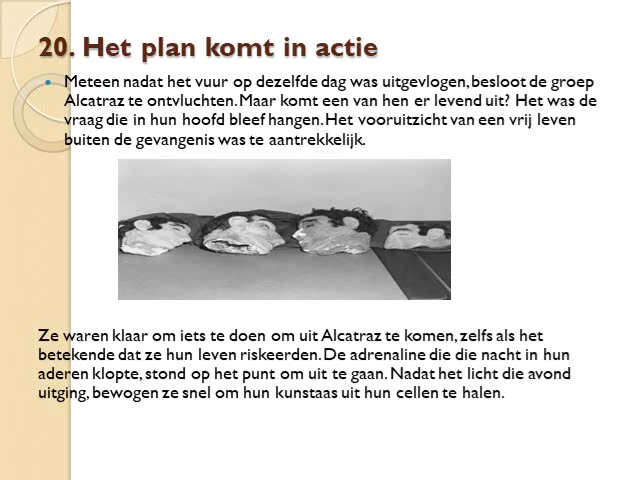 20. Het plan komt in actie
Meteen nadat het vuur op dezelfde dag was uitgevlogen, besloot de groep
Alcatraz te ontvluchten. Maar komt een van hen er levend uit? Het was de
vraag die in hun hoofd bleef hangen. Het vooruitzicht van een vrij leven
buiten de gevangenis was te aantrekkelijk.
Ze waren klaar om iets te doen om uit Alcatraz te komen, zelfs als het
betekende dat ze hun leven riskeerden. De adrenaline die die nacht in hun
aderen klopte, stond op het punt om uit te gaan. Nadat het licht die avond
uitging, bewogen ze snel om hun kunstaas uit hun cellen te halen.